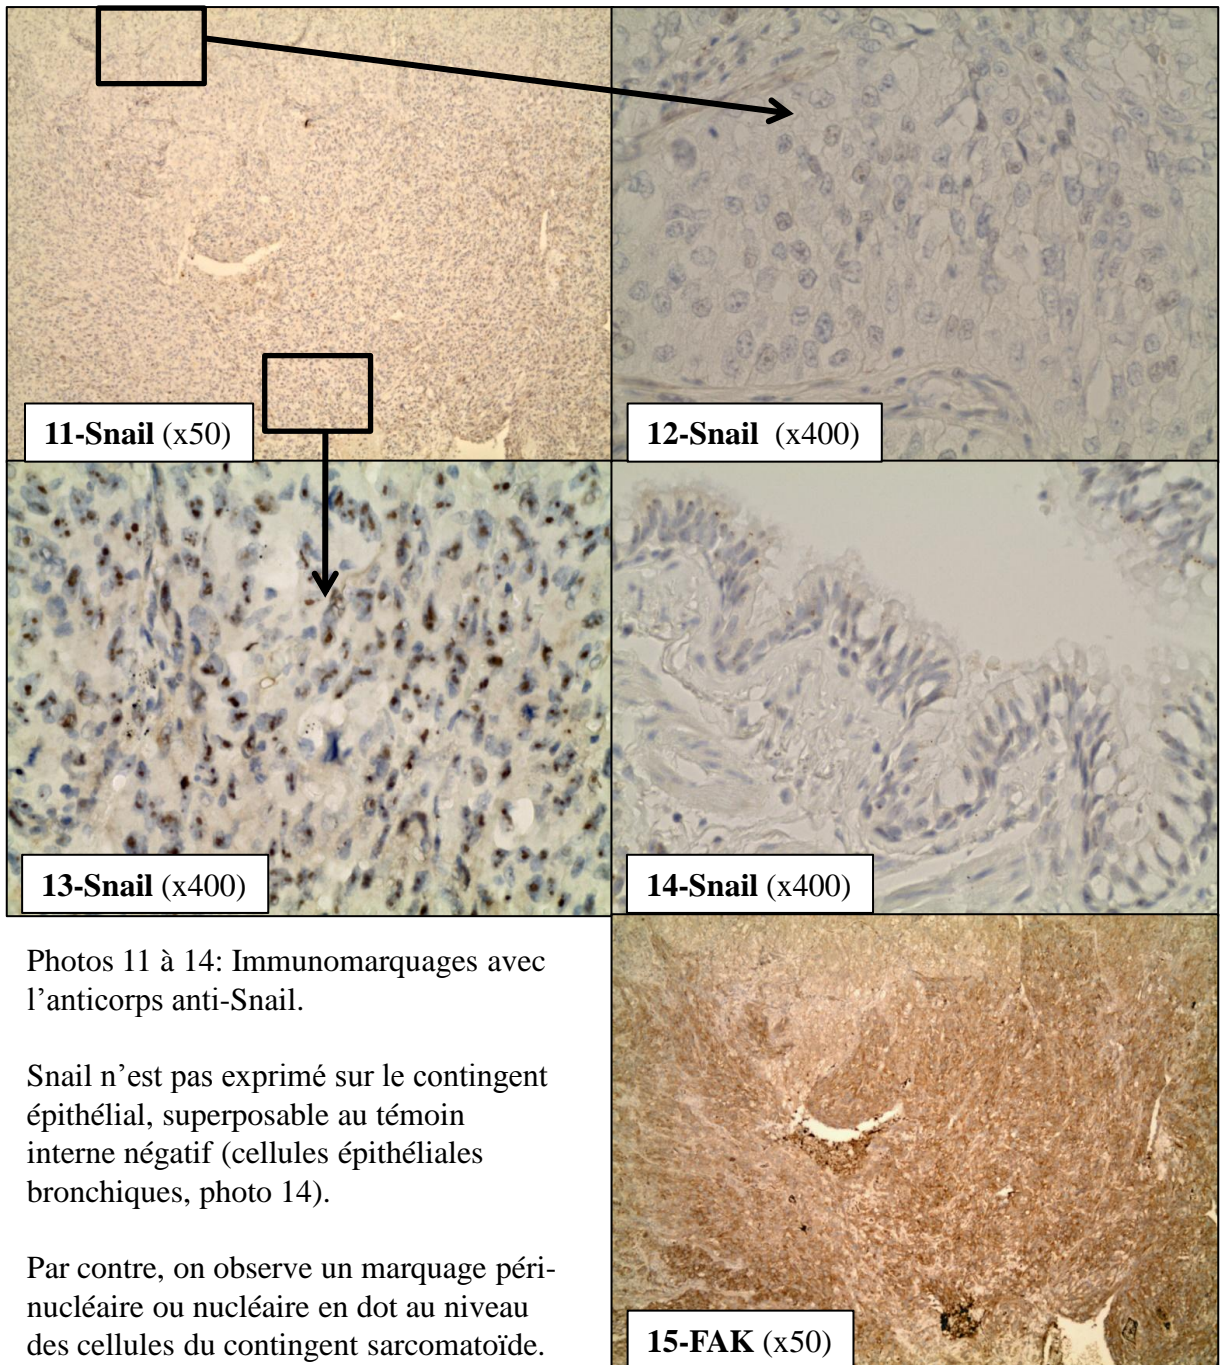 11-Snail (x50)
12-Snail (x400)
13-Snail (x400)
14-Snail (x400)
Photos 11 à 14: Immunomarquages avec
l’anticorps anti-Snail.
Snail n’est pas exprimé sur le contingent
épithélial, superposable au témoin
interne négatif (cellules épithéliales
bronchiques, photo 14).
Par contre, on observe un marquage péri-
nucléaire ou nucléaire en dot au niveau
des cellules du contingent sarcomatoïde.
15-FAK (x50)